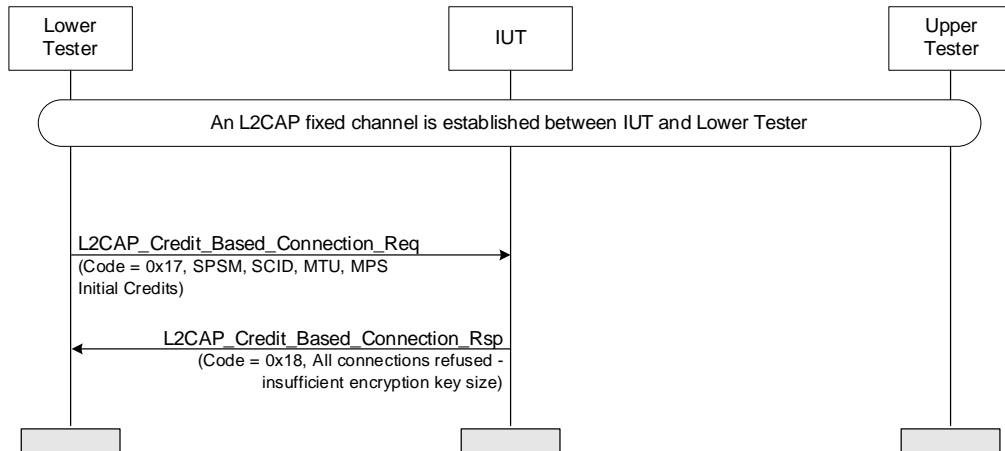 Lower
Tester
IUT
Upper
Tester
An L2CAP fixed channel is established between IUT and Lower Tester
L2CAP_Credit_Based_Connection_Req
(Code = 0x17, SPSM, SCID, MTU, MPS
Initial Credits)
L2CAP_Credit_Based_Connection_Rsp
(Code = 0x18, All connections refused -
insufficient encryption key size)